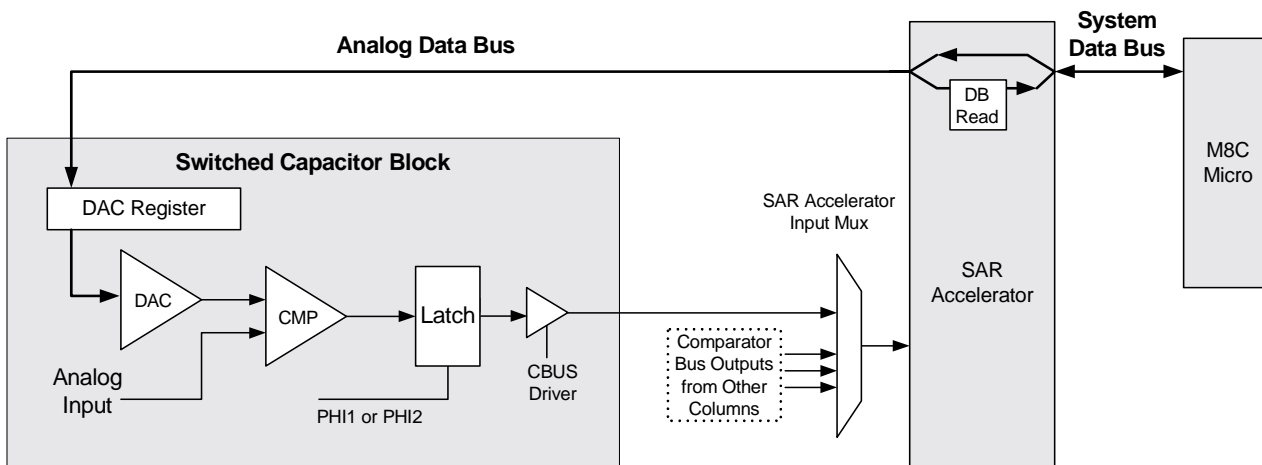 Analog Data Bus
System
Data Bus
DB
Read
M8C
Micro
Switched Capacitor Block
DAC Register
SAR Accelerator
Input Mux
DAC
CMP
Latch
SAR
Accelerator
Analog
Input
PHI1 or PHI2
CBUS
Driver
Comparator
Bus Outputs
from Other
Columns